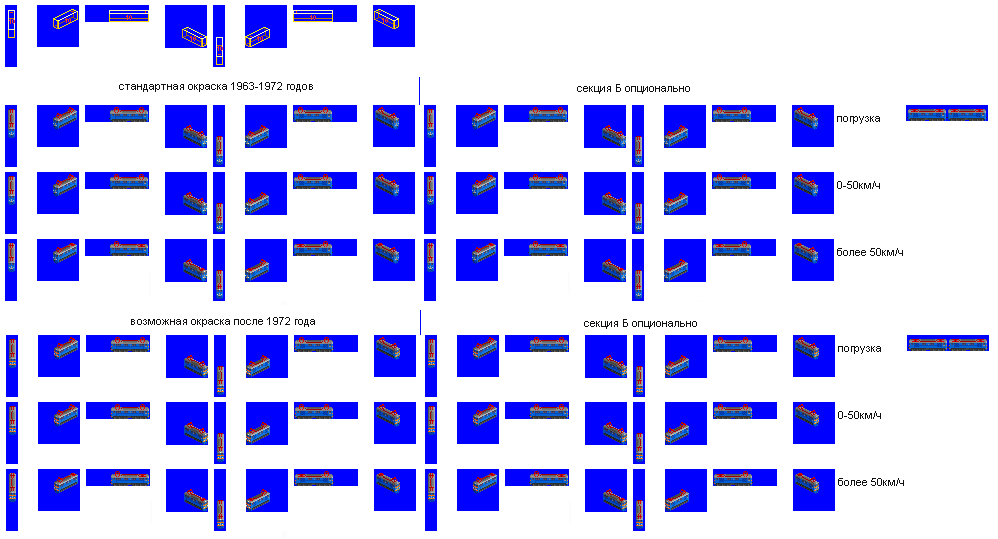 стандартная окраска 1963-1972 годов
секция Б опционально
погрузка
0-50км/ч
более 50км/ч
возможная окраска после 1972 года
секция Б опционально
погрузка
0-50км/ч
более 50км/ч